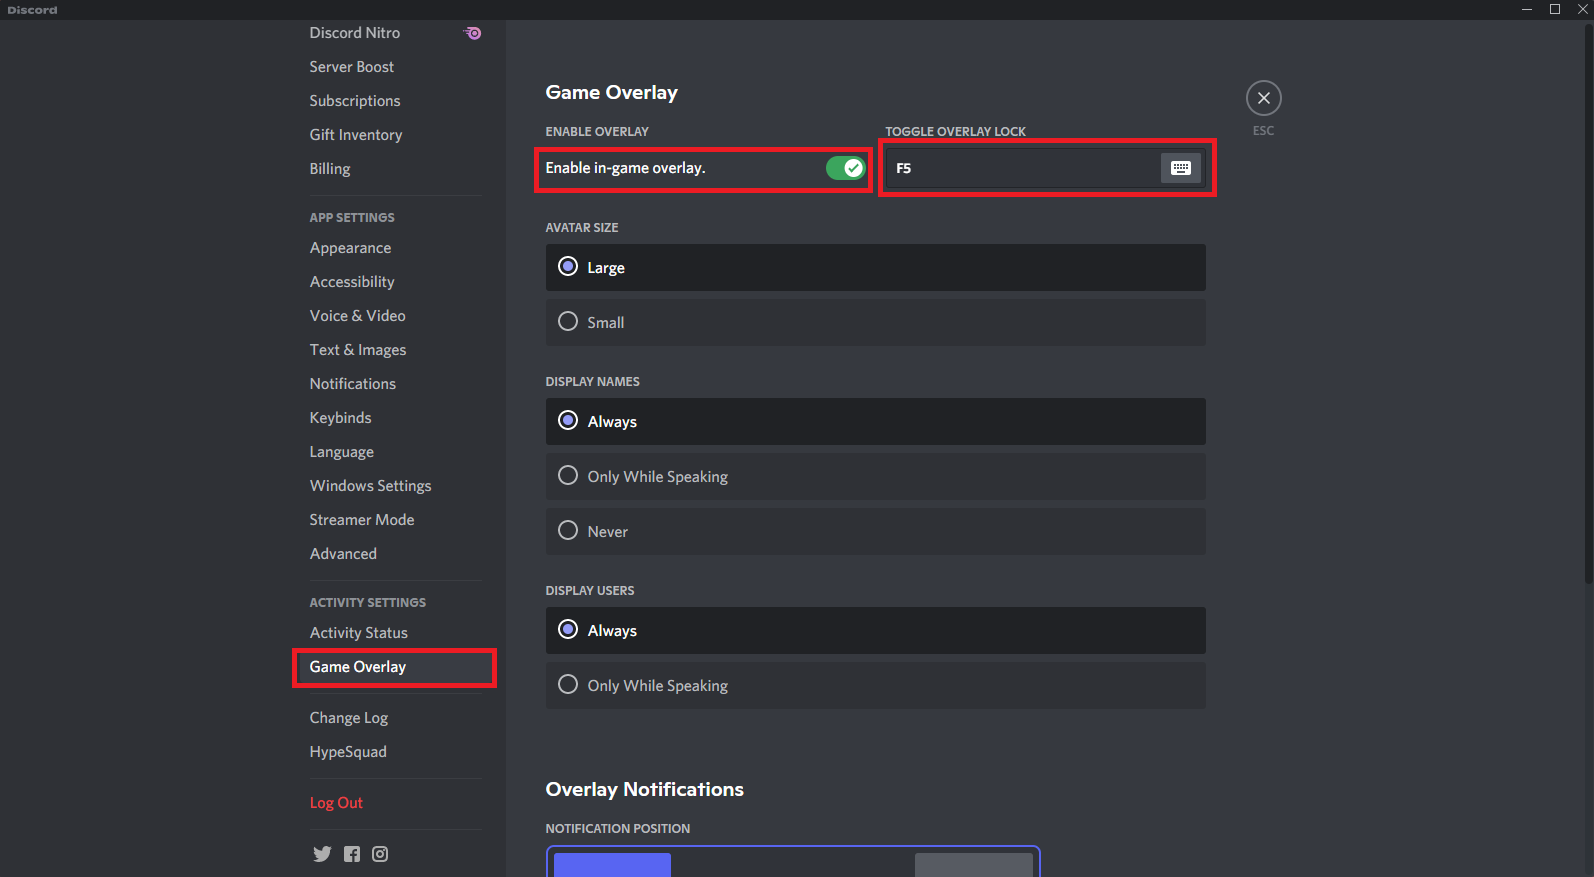 Discord
Discord Nitro
Server Boost
Subscriptions
Gift Inventory
Billing
APP SETTINGS
Appearance
Accessibility
Voice & Video
Text & Images
Notifications
Keybinds
Language
Windows Settings
Streamer Mode
Advanced
ACTIVITY SETTINGS
Activity Status
Game Overlay
Change Log
HypeSquad
Log Out
Game Overlay
ENABLE OVERLAY
Enable in-game overlay.
TOGGLE OVERLAY LOCK
F5
ESC
AVATAR SIZE
Large
Small
DISPLAY NAMES
Always
Only While Speaking
Never
DISPLAY USERS
Always
Only While Speaking
Overlay Notifications
NOTIFICATION POSITION